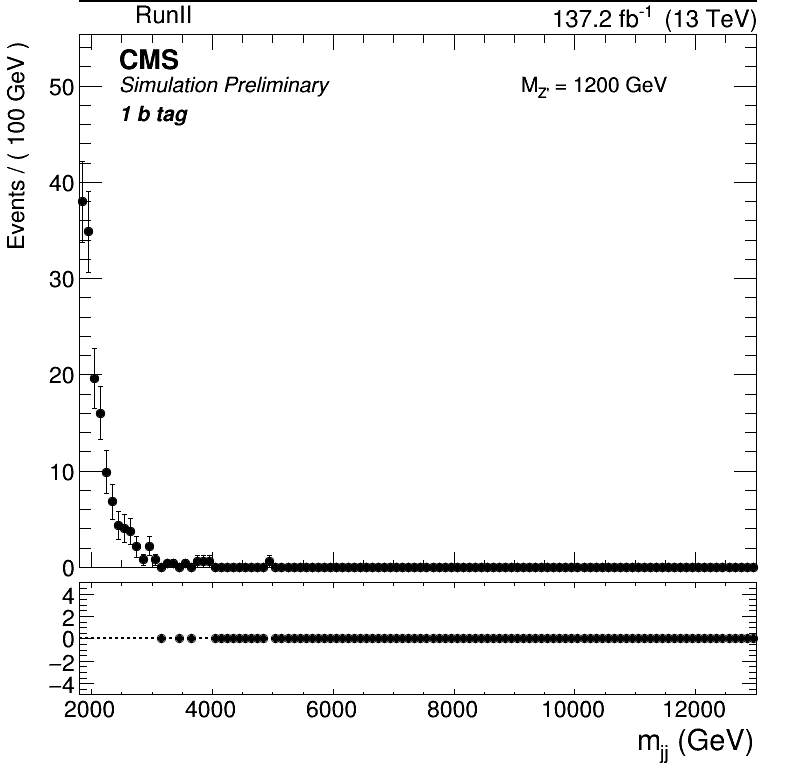 RunII 137.2 fb-1 (13 TeV)
CMS
Simulation Preliminary
MZ' = 1200 GeV
1 b tag
Events / ( 100 GeV )
50
40
30
20
10
0
4
2
0
−2
−4
2000 4000 6000 8000 10000 12000
mjj (GeV)